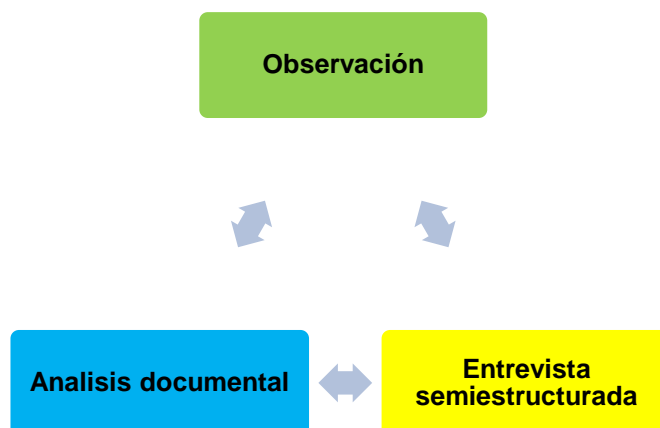 Observación
Analisis documental
Entrevista
semiestructurada